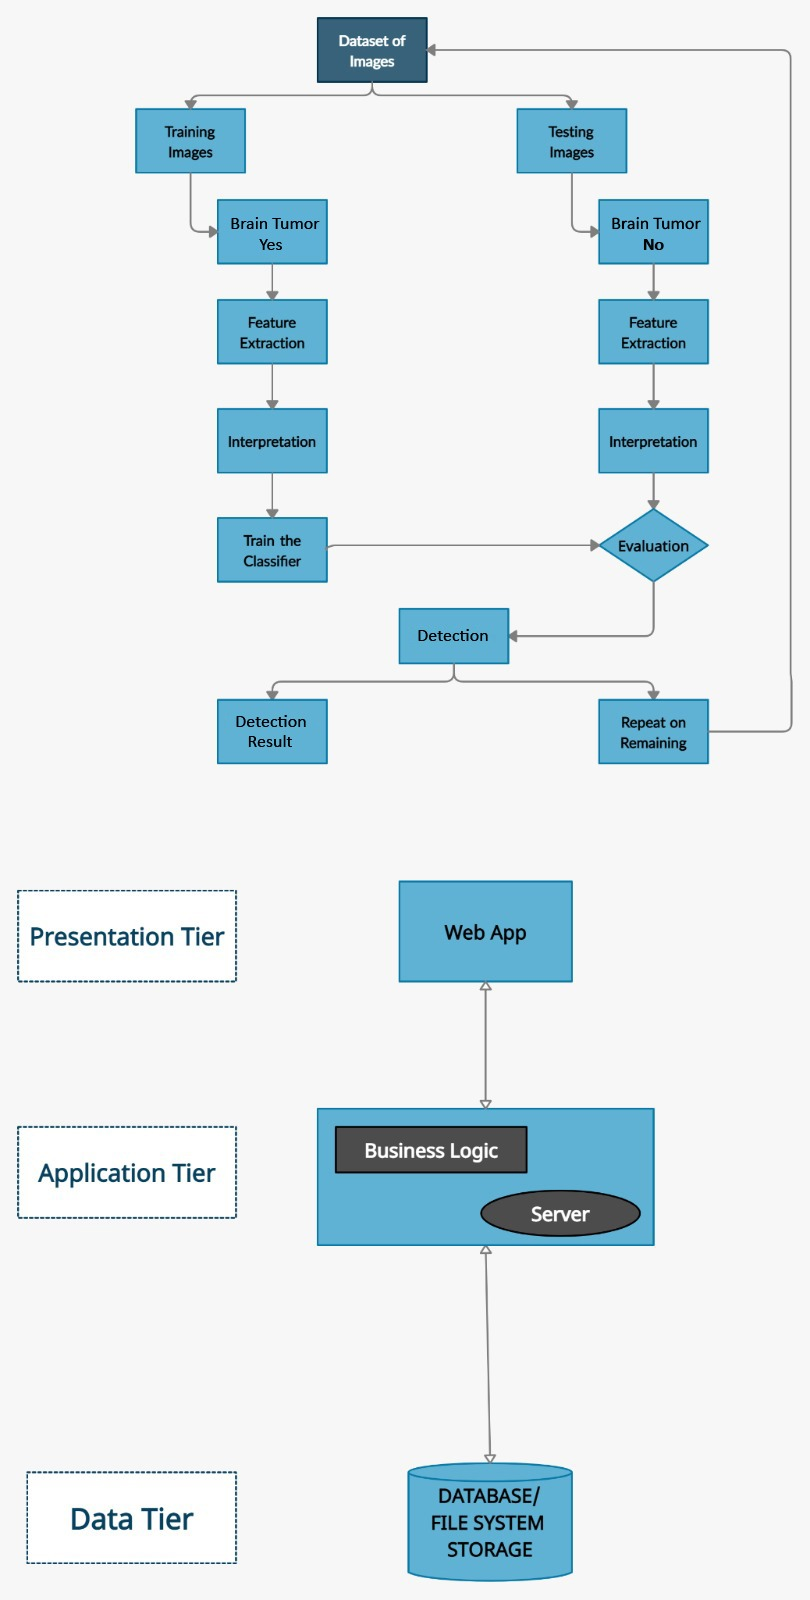 Dataset of
Images
Training
Images
Testing
Images
Brain Tumor
Yes
Brain Tumor
No
Feature
Extraction
Feature
Extraction
Interpretation
Interpretation
Train the
Classifier
Evaluation
Detection
Detection
Result
Repeat on
Remaining
Presentation Tier
Web App
Application Tier
Business Logic
Server
Data Tier
DATABASE/
FILE SYSTEM
STORAGE